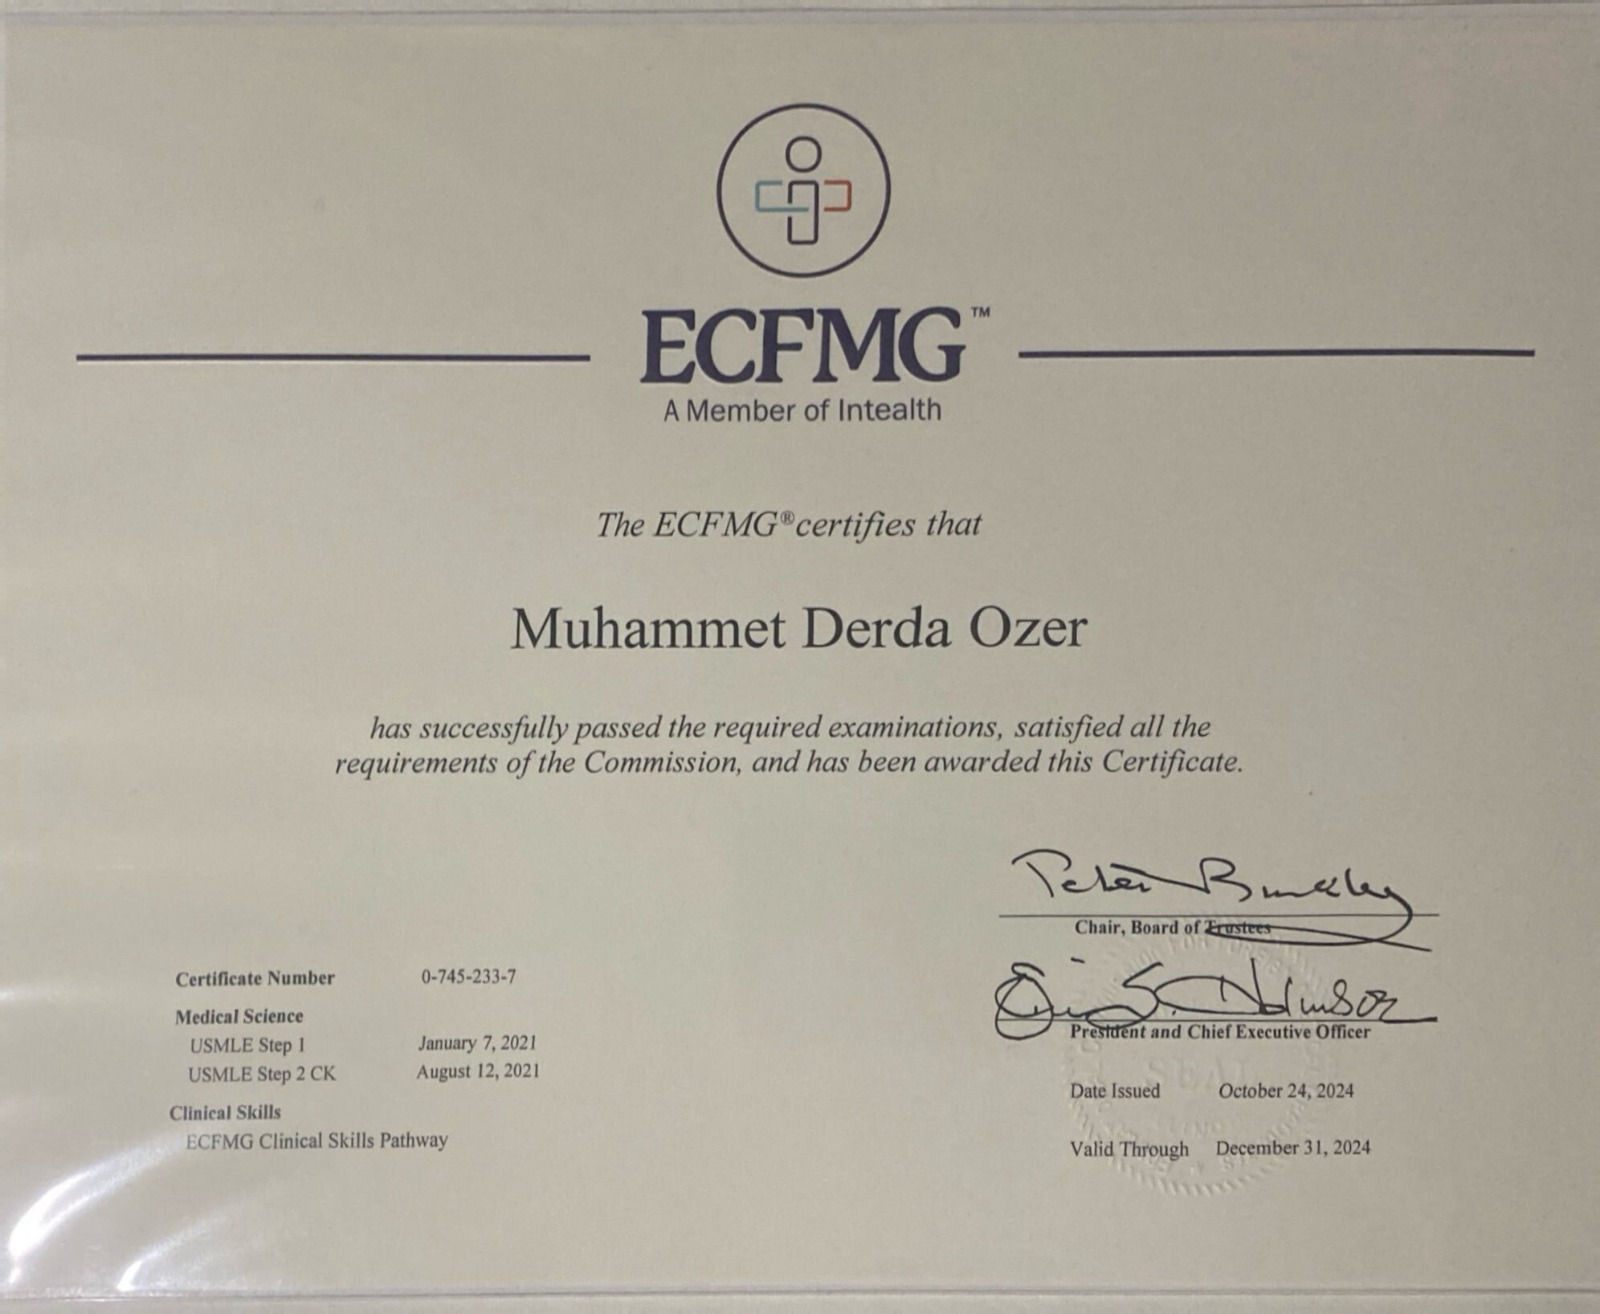 ECFMG™
A Member of Intealth
The ECFMG® certifies that
Muhammet Derda Ozer
has successfully passed the required examinations, satisfied all the
requirements of the Commission, and has been awarded this Certificate.
Peter Buckley
Chair, Board of Trustees
President and Chief Executive Officer
Certificate Number 0-745-233-7
Medical Science
USMLE Step 1 January 7, 2021
USMLE Step 2 CK August 12, 2021
Clinical Skills
ECFMG Clinical Skills Pathway
Date Issued October 24, 2024
Valid Through December 31, 2024
SEAL